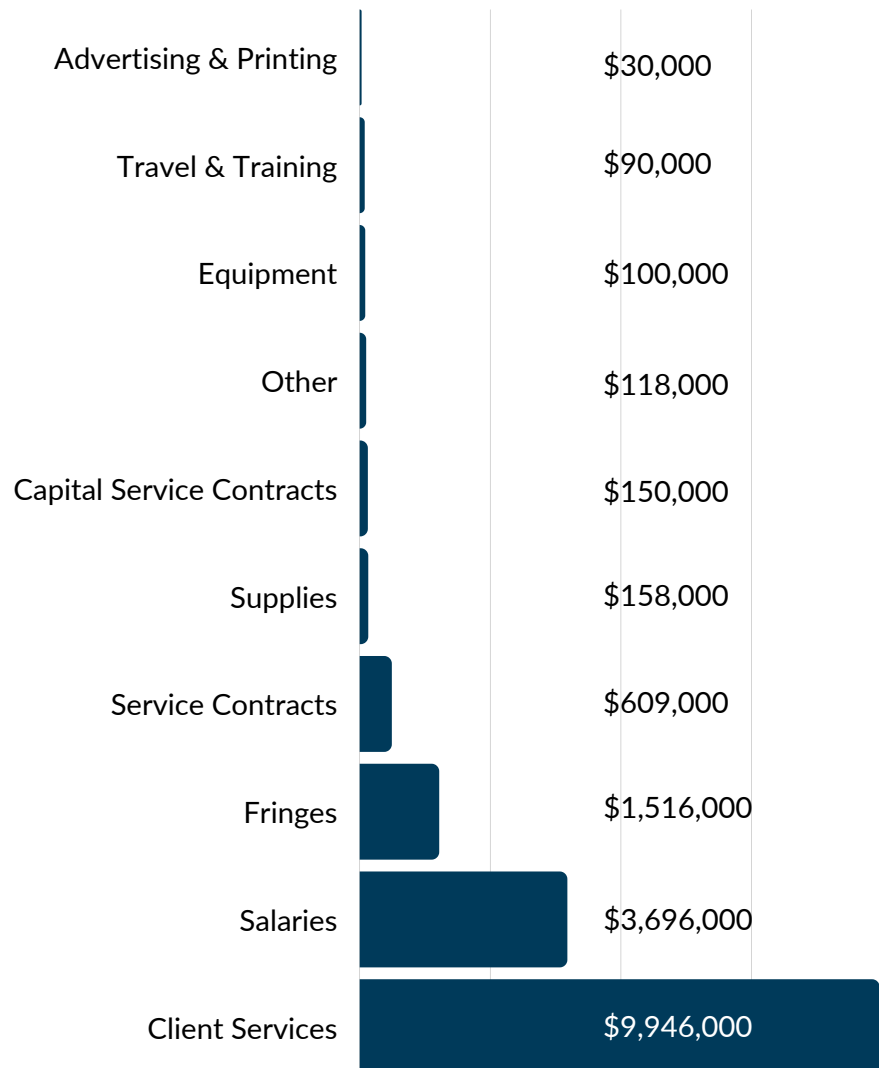 Advertising & Printing $30,000
Travel & Training $90,000
Equipment $100,000
Other $118,000
Capital Service Contracts $150,000
Supplies $158,000
Service Contracts $609,000
Fringes $1,516,000
Salaries $3,696,000
Client Services $9,946,000